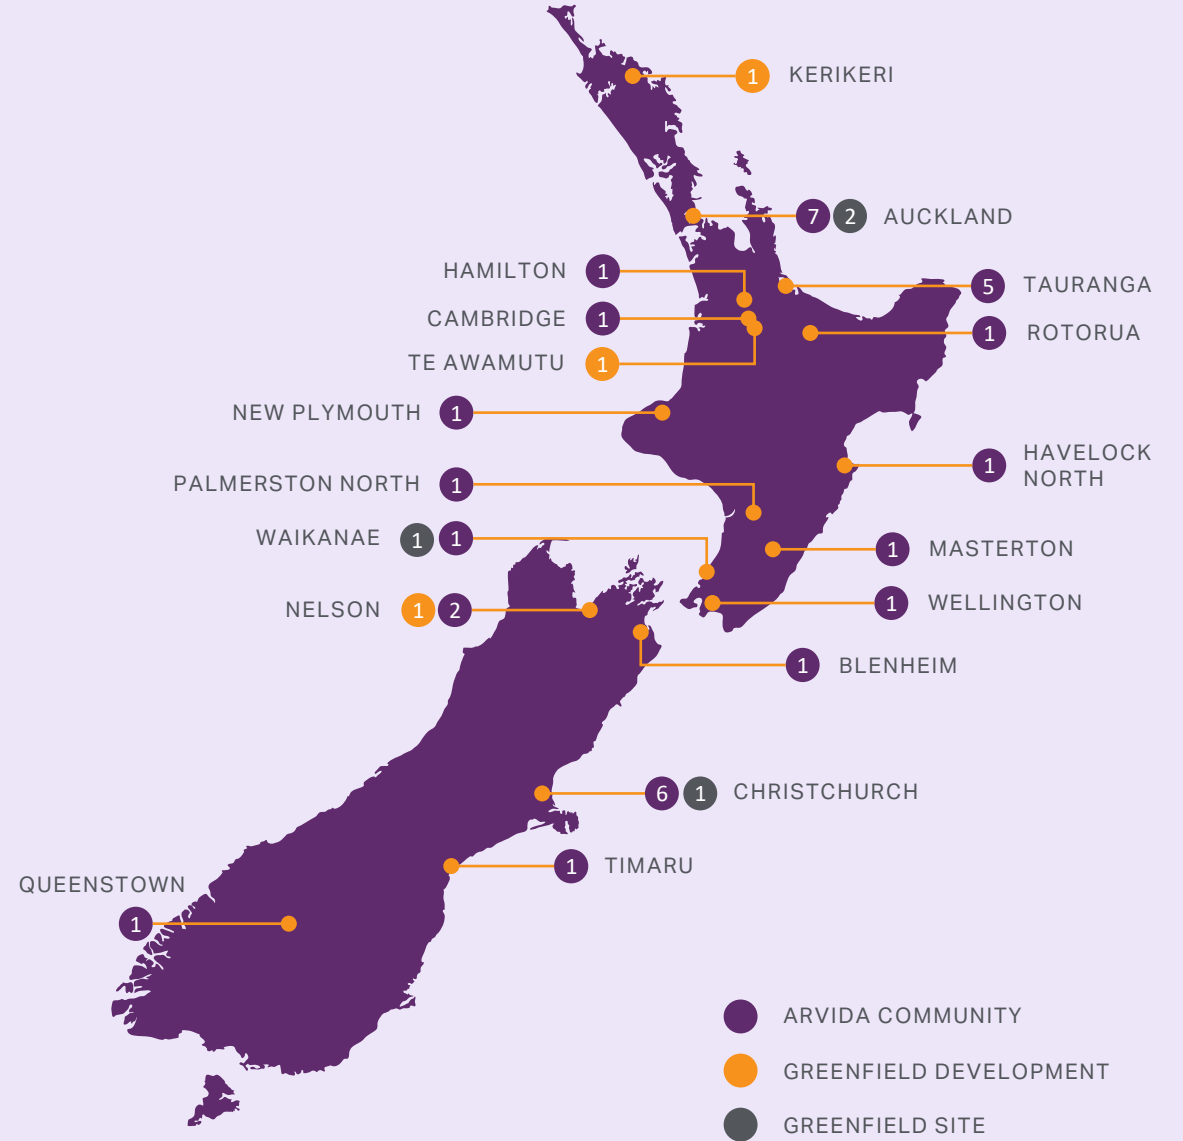 1 KERIKERI
7 2 AUCKLAND
HAMILTON 1
5 TAURANGA
CAMBRIDGE 1
1 ROTORUA
TE AWAMUTU 1
NEW PLYMOUTH 1
1 HAVELOCK
NORTH
PALMERSTON NORTH 1
WAIKANAE 1 1
1 MASTERTON
NELSON 1 2
1 WELLINGTON
1 BLENHEIM
6 1 CHRISTCHURCH
1 TIMARU
QUEENSTOWN
1
ARVIDA COMMUNITY
GREENFIELD DEVELOPMENT
GREENFIELD SITE